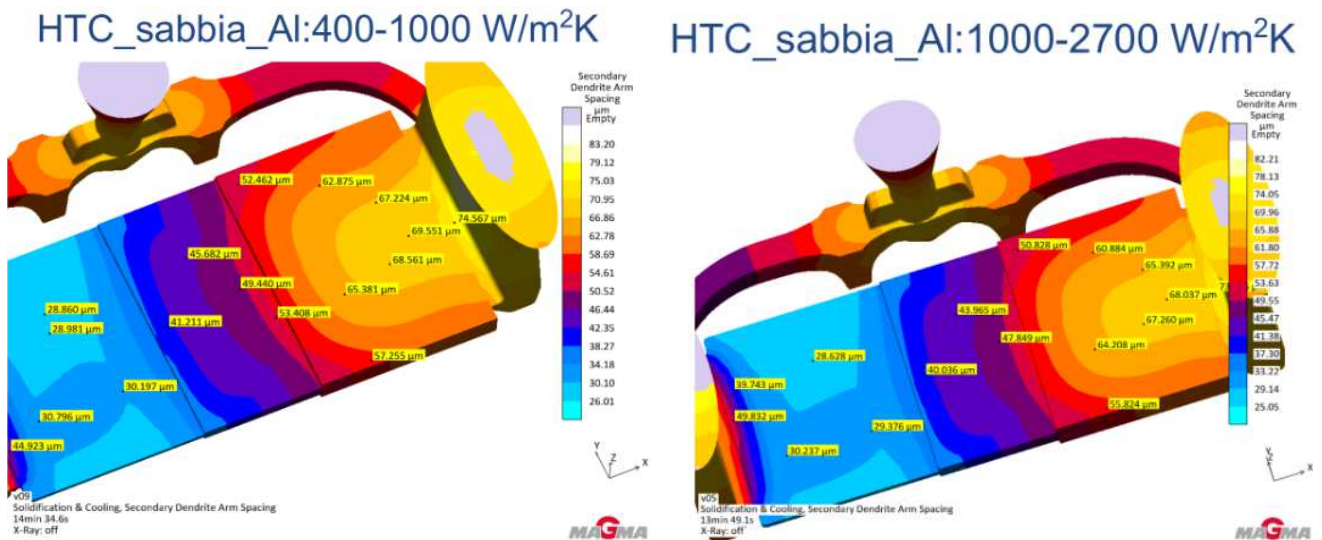 HTC_sabbia_Al:400-1000 W/m²K
Secondary
Dendrite Arm
Spacing
µm
Empty
83.20
79.12
75.03
70.95
66.86
62.78
58.69
54.61
50.52
46.44
42.35
38.27
34.18
30.10
26.01
52.462 µm
62.875 µm
67.224 µm
74.567 µm
69.551 µm
45.682 µm
68.561 µm
49.440 µm
65.381 µm
28.860 µm
53.408 µm
41.211 µm
28.981 µm
57.255 µm
30.197 µm
30.796 µm
44.923 µm
Y
Z
X
v09
Solidification & Cooling, Secondary Dendrite Arm Spacing
14min 34.6s
X-Ray: off
MAGMA
HTC_sabbia_Al:1000-2700 W/m²K
Secondary
Dendrite Arm
Spacing
µm
Empty
82.21
78.13
74.05
69.96
65.88
61.80
57.72
53.63
49.55
45.47
41.38
37.30
33.22
29.14
25.05
50.828 µm
60.884 µm
65.392 µm
68.037 µm
43.965 µm
67.260 µm
47.849 µm
64.208 µm
28.628 µm
40.036 µm
39.743 µm
55.824 µm
49.832 µm
29.376 µm
30.237 µm
Y
X
v05
Solidification & Cooling, Secondary Dendrite Arm Spacing
13min 49.1s
X-Ray: off
MAGMA